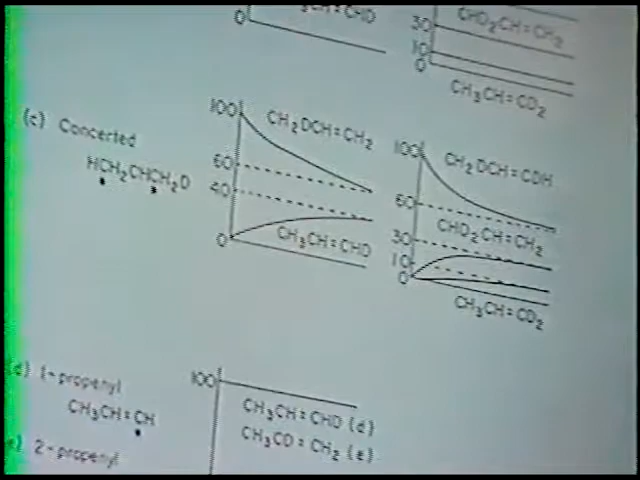 CH₃CH=CHD
0
CHD₂CH=CH₂
30
10
0
CH₃CH=CD₂
(c) Concerted
HCH₂CHCH₂D
100
CH₂DCH=CH₂
60
40
0
CH₃CH=CHD
100
CH₂DCH=CDH
60
CHD₂CH=CH₂
30
10
0
CH₃CH=CD₂
(d) 1-propenyl
CH₃CH=CH
100
CH₃CH=CHD (d)
CH₃CD=CH₂ (e)
(e) 2-propenyl